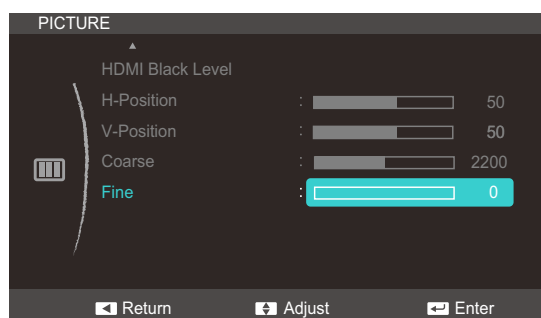 PICTURE
HDMI Black Level
H-Position : 50
V-Position : 50
Coarse : 2200
Fine : 0
Return Adjust Enter